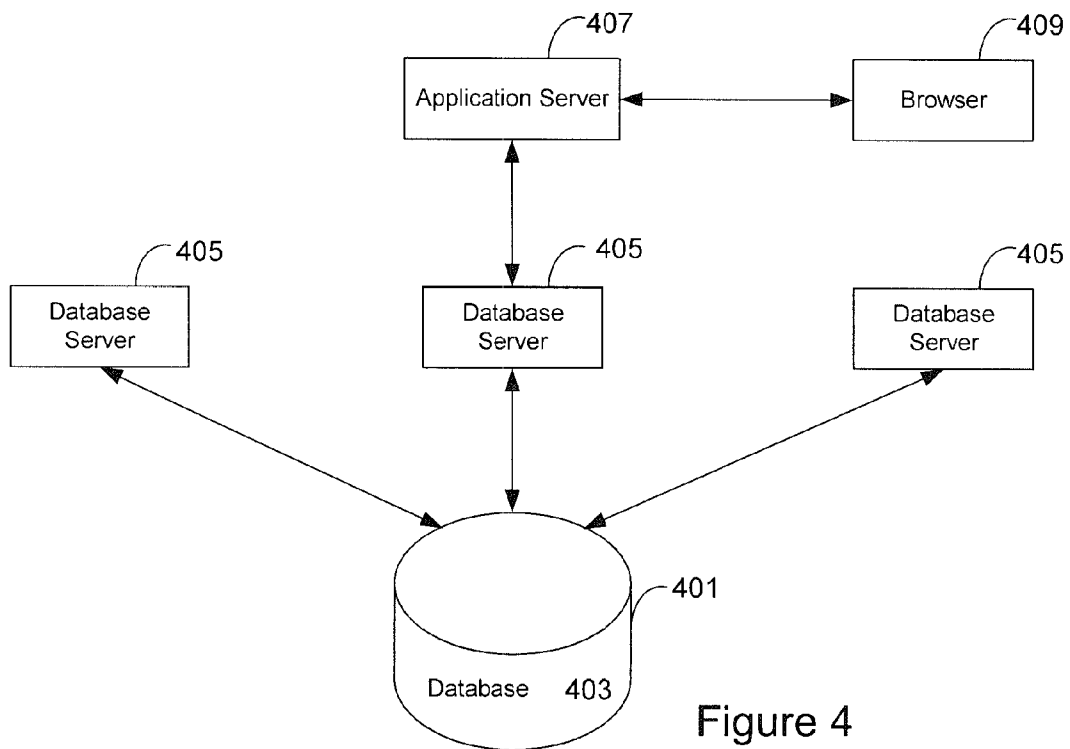 407
409
Application Server
Browser
405
405
405
Database
Server
Database
Server
Database
Server
401
Database 403
Figure 4